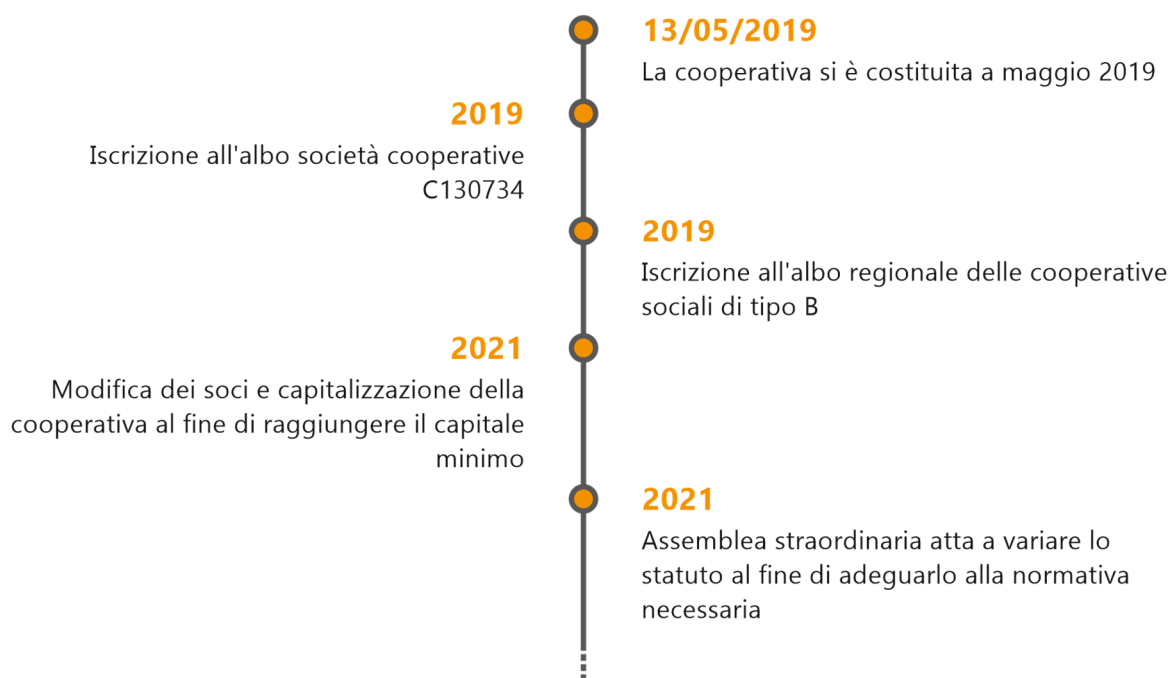 13/05/2019
La cooperativa si è costituita a maggio 2019
2019
Iscrizione all'albo società cooperative
C130734
2019
Iscrizione all'albo regionale delle cooperative
sociali di tipo B
2021
Modifica dei soci e capitalizzazione della
cooperativa al fine di raggiungere il capitale
minimo
2021
Assemblea straordinaria atta a variare lo
statuto al fine di adeguarlo alla normativa
necessaria